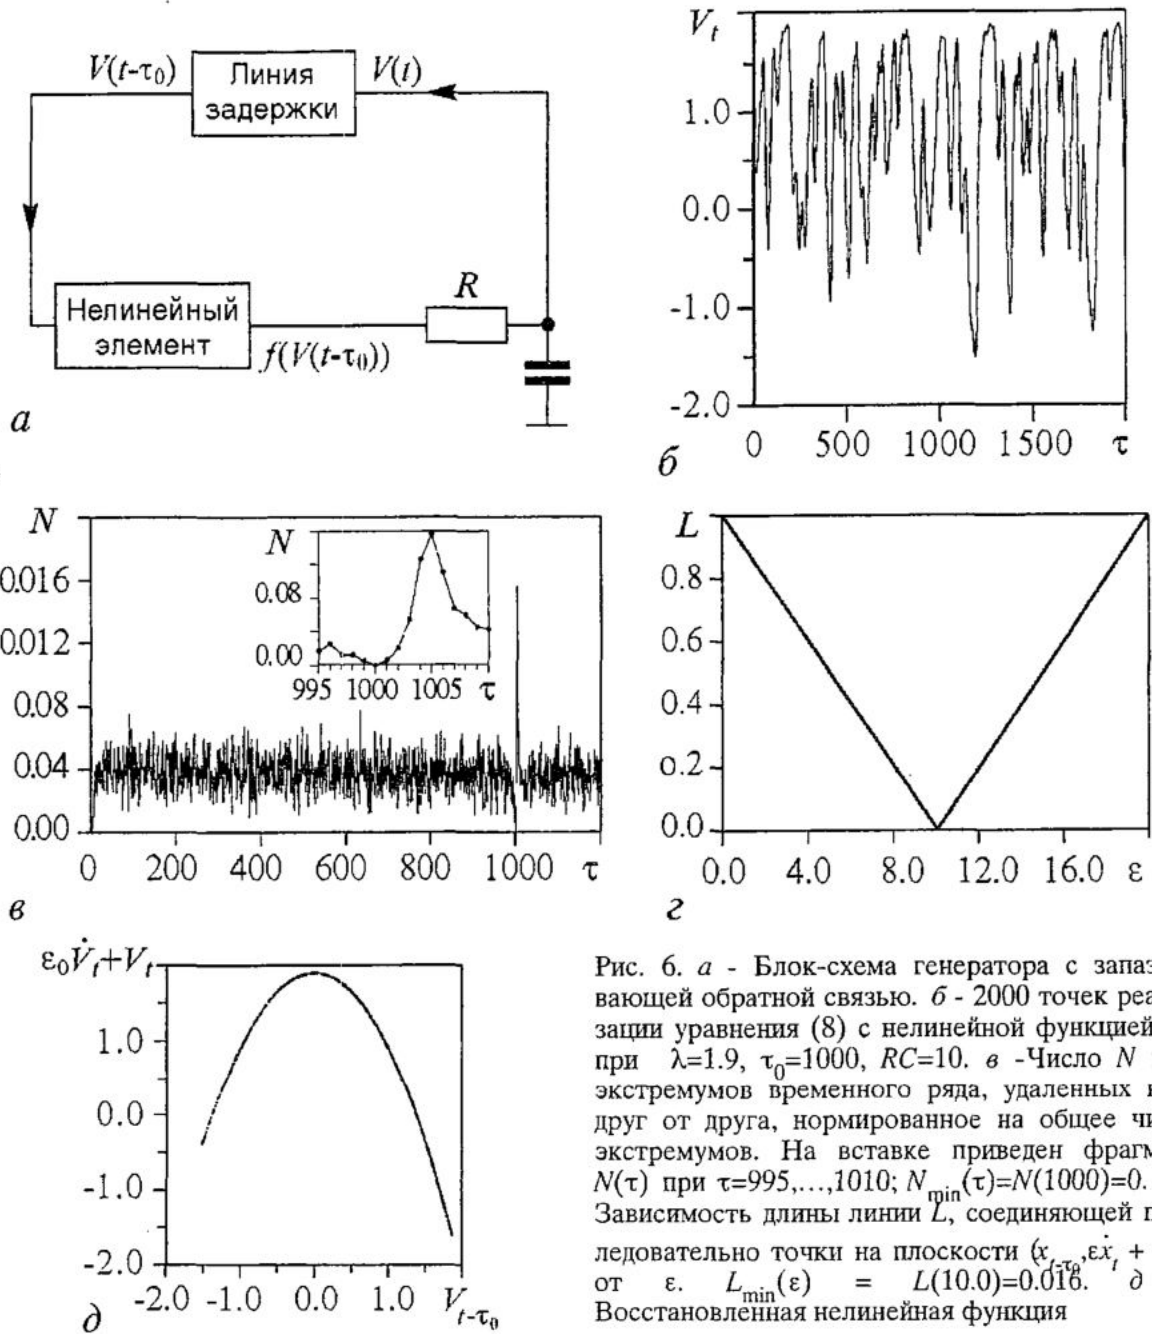 V(t-τ₀)
Линия
задержки
V(t)
Нелинейный
элемент
f(V(t-τ₀))
R
а
V_t
1.0
0.0
-1.0
-2.0
0 500 1000 1500 τ
б
N
0.016
0.012
0.08
0.04
0.00
0 200 400 600 800 1000 τ
N
0.08
0.00
995 1000 1005 τ
в
L
0.8
0.6
0.4
0.2
0.0
0.0 4.0 8.0 12.0 16.0 ε
г
ε₀V̇_t+V_t
1.0
0.0
-1.0
-2.0
-2.0 -1.0 0.0 1.0 V_{t-τ₀}
д
Рис. 6. а - Блок-схема генератора с запаз
вающей обратной связью. б - 2000 точек реа
зации уравнения (8) с нелинейной функцией
при λ=1.9, τ₀=1000, RC=10. в -Число N
экстремумов временного ряда, удаленных
друг от друга, нормированное на общее чи
экстремумов. На вставке приведен фрагм
N(τ) при τ=995,...,1010; N_min(τ)=N(1000)=0.
Зависимость длины линии L, соединяющей
ледовательно точки на плоскости (x_{t-τ₀},εẋ_t +
от ε. L_min(ε) = L(10.0)=0.016. д
Восстановленная нелинейная функция